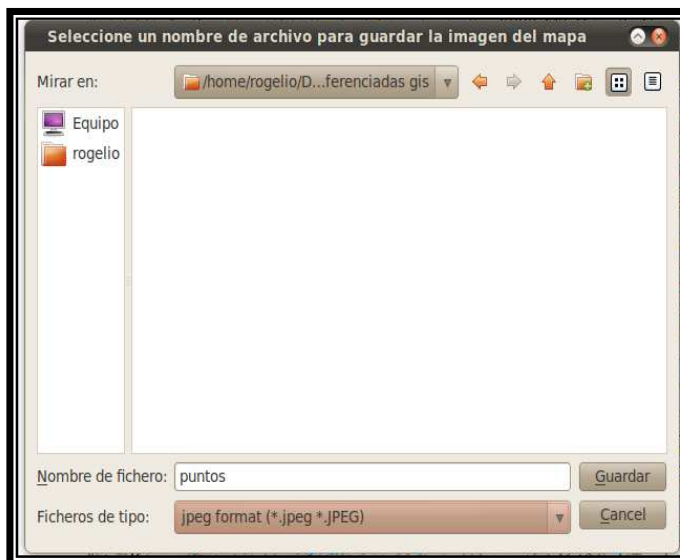 Seleccione un nombre de archivo para guardar la imagen del mapa
Mirar en: /home/rogelio/D...ferenciadas gis
Equipo
rogelio
Nombre de fichero: puntos Guardar
Ficheros de tipo: jpeg format (*.jpeg *.JPEG) Cancel